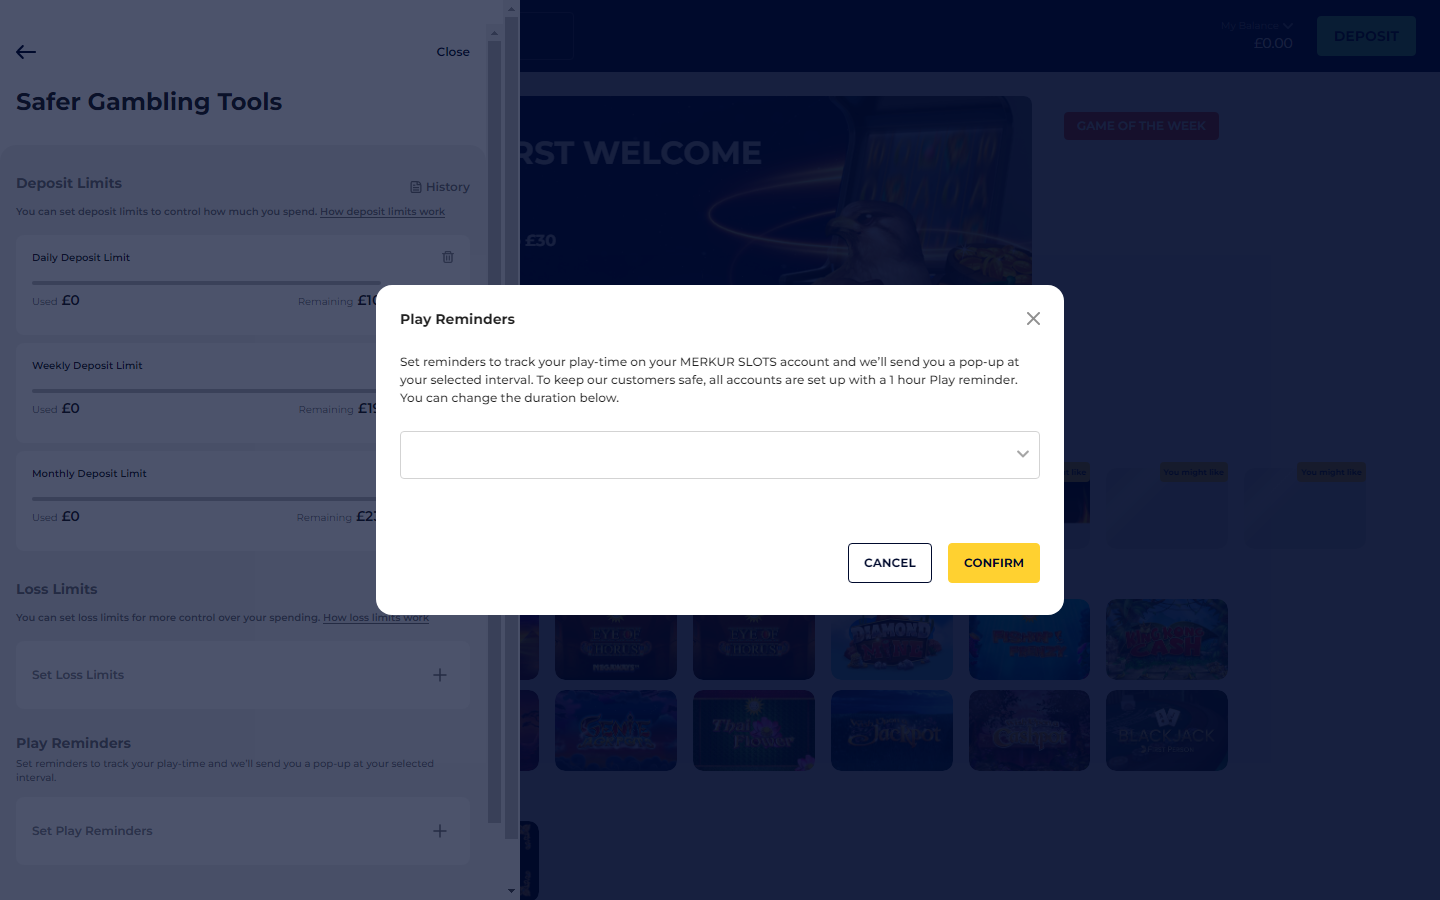 Close
Safer Gambling Tools
Deposit Limits
History
You can set deposit limits to control how much you spend. How deposit limits work
Daily Deposit Limit
Used £0
Remaining
Weekly Deposit Limit
Used £0
Remaining
Monthly Deposit Limit
Used £0
Remaining
Loss Limits
You can set loss limits for more control over your spending. How loss limits work
Set Loss Limits
Play Reminders
Set reminders to track your play-time and we'll send you a pop-up at your selected
interval.
Set Play Reminders
My Balance
£0.00
DEPOSIT
RST WELCOME
£30
GAME OF THE WEEK
Play Reminders
Set reminders to track your play-time on your MERKUR SLOTS account and we'll send you a pop-up at
your selected interval. To keep our customers safe, all accounts are set up with a 1 hour Play reminder.
You can change the duration below.
CANCEL
CONFIRM
like
You might like
You might like
EYE OF
HORUS
MEGAWAYS
EYE OF
HORUS
DIAMOND
MINE
Thai
Flower
Jackpot
BLACKJACK